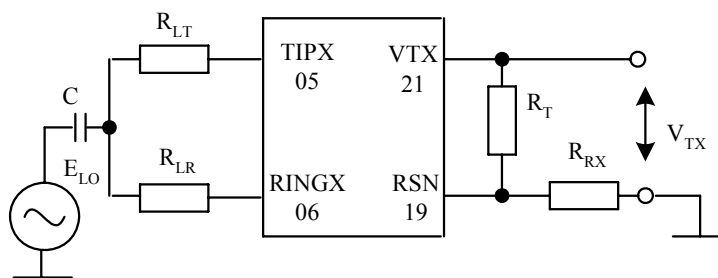 R_LT
TIPX
05
VTX
21
C
R_T
V_TX
E_LO
R_LR
R_RX
RINGX
06
RSN
19